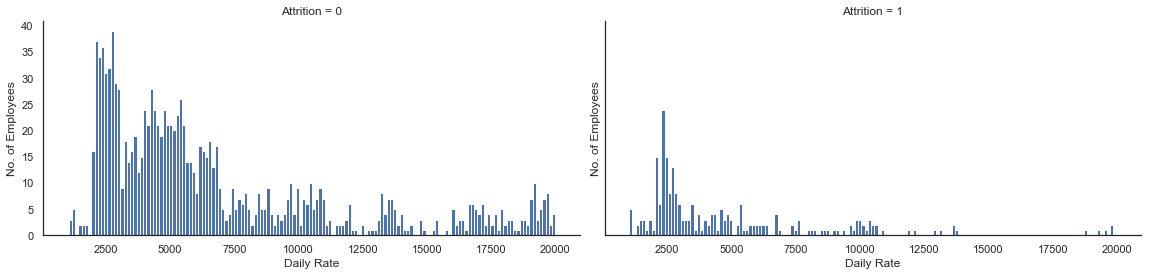 Attrition = 0
Attrition = 1
No. of Employees
40
35
30
25
20
15
10
5
0
2500 5000 7500 10000 12500 15000 17500 20000
Daily Rate
No. of Employees
2500 5000 7500 10000 12500 15000 17500 20000
Daily Rate